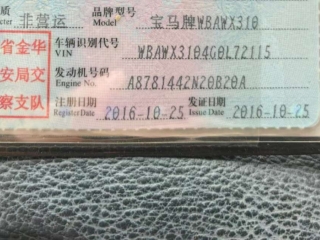 非营运 品牌型号 Model 宝马牌WBAWX310
车辆识别代号 VIN WBAWX3104G0L72115
发动机号码 Engine No. A8781442N20B20A
注册日期 Register Date 2016-10-25 发证日期 Issue Date 2016-10-25
省金华
安局交
察支队